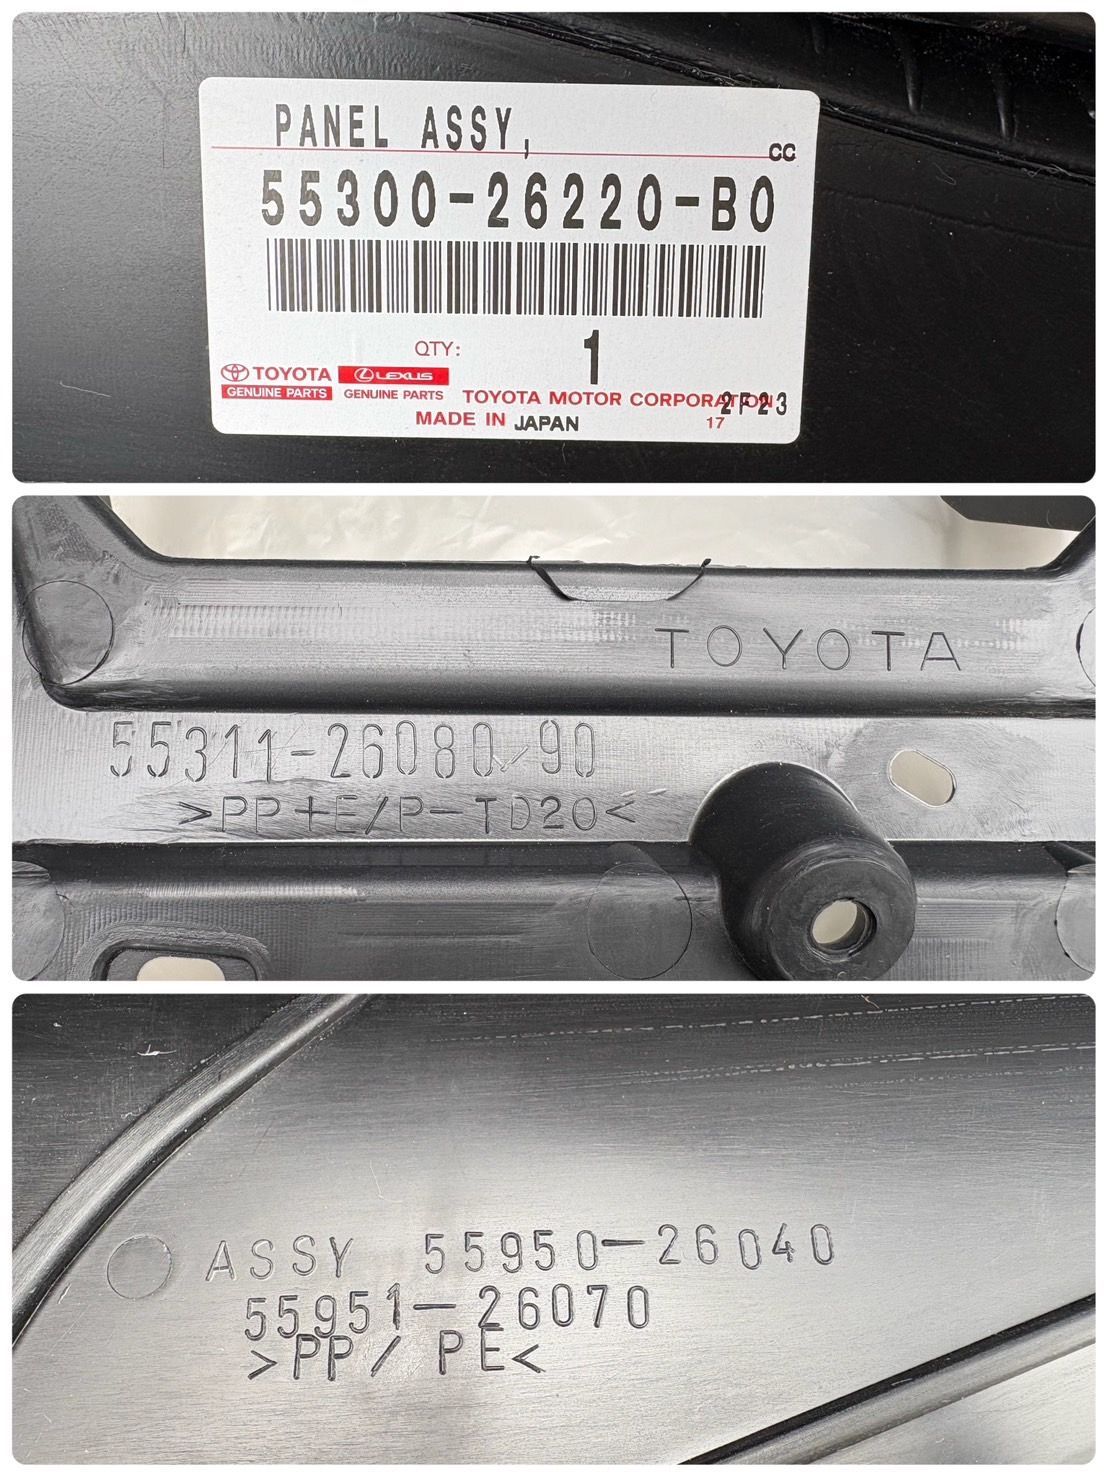 PANEL ASSY,
CC
55300-26220-B0
QTY: 1
TOYOTA LEXUS
GENUINE PARTS GENUINE PARTS TOYOTA MOTOR CORPORATION 2F23
MADE IN JAPAN 17
TOYOTA
55311-26080/90
>PP+E/P-TD20<
ASSY 55950-26040
55951-26070
>PP/PE<